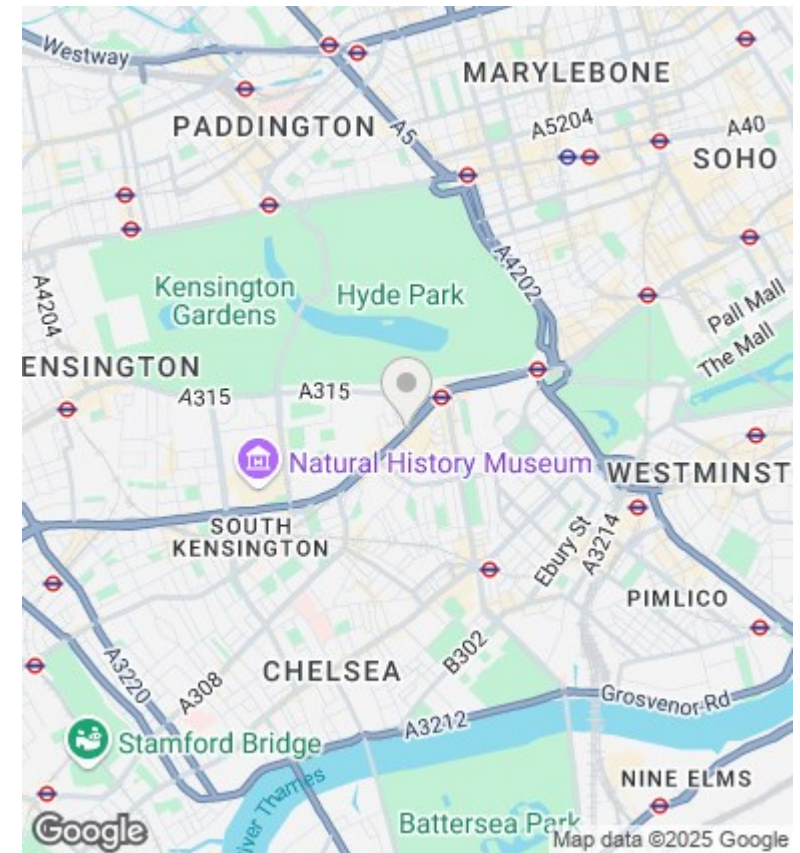 Westway
MARYLEBONE
PADDINGTON
A5
A5204
A40
SOHO
A4204
Kensington
Gardens
Hyde Park
A4202
Pall Mall
The Mall
ENSINGTON
A315
A315
Natural History Museum
WESTMINST
SOUTH
KENSINGTON
Ebury St
A3214
PIMLICO
A3220
A308
CHELSEA
B302
Grosvenor Rd
A3212
Stamford Bridge
iver Thames
NINE ELMS
Battersea Park
Google
Map data ©2025 Google